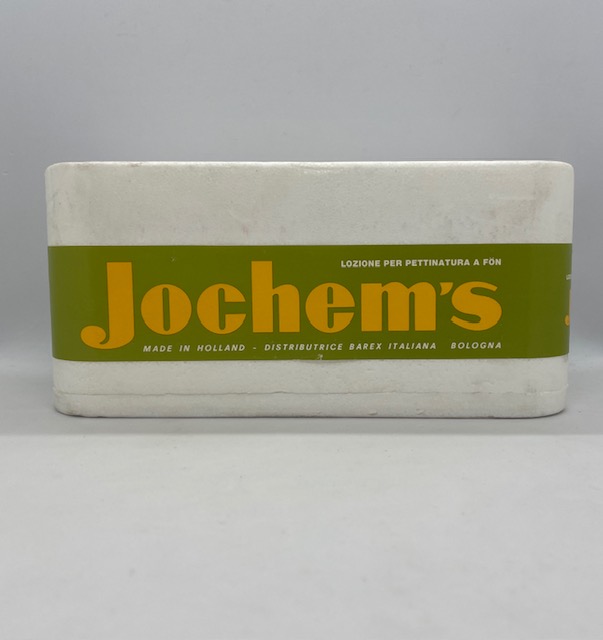 LOZIONE PER PETTINATURA A FÖN
Jochem's
MADE IN HOLLAND - DISTRIBUTRICE BAREX ITALIANA BOLOGNA